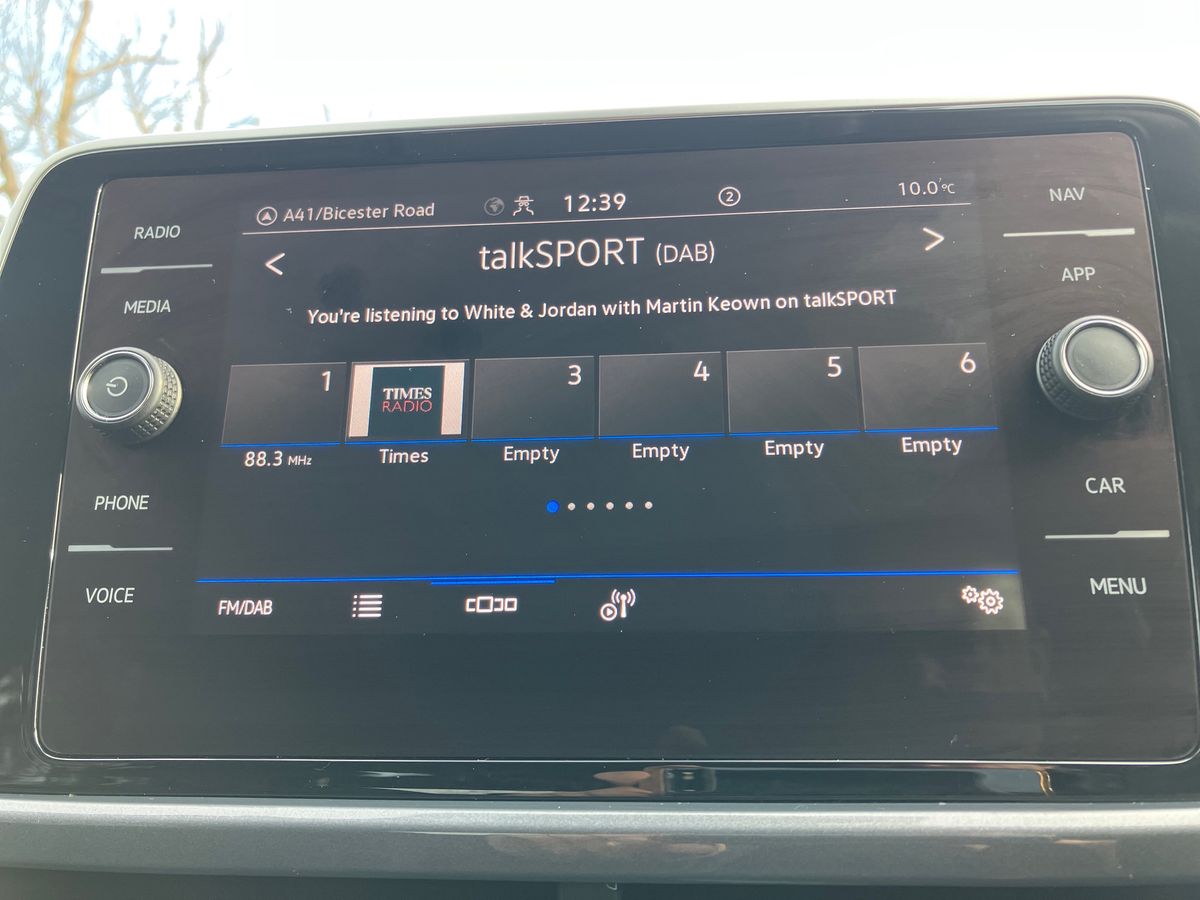 A41/Bicester Road 12:39 2 10.0°C
RADIO
MEDIA
PHONE
VOICE
< talkSPORT (DAB) >
You're listening to White & Jordan with Martin Keown on talkSPORT
1 TIMES RADIO 3 4 5 6
88.3 MHz Times Empty Empty Empty Empty
FM/DAB
NAV
APP
CAR
MENU